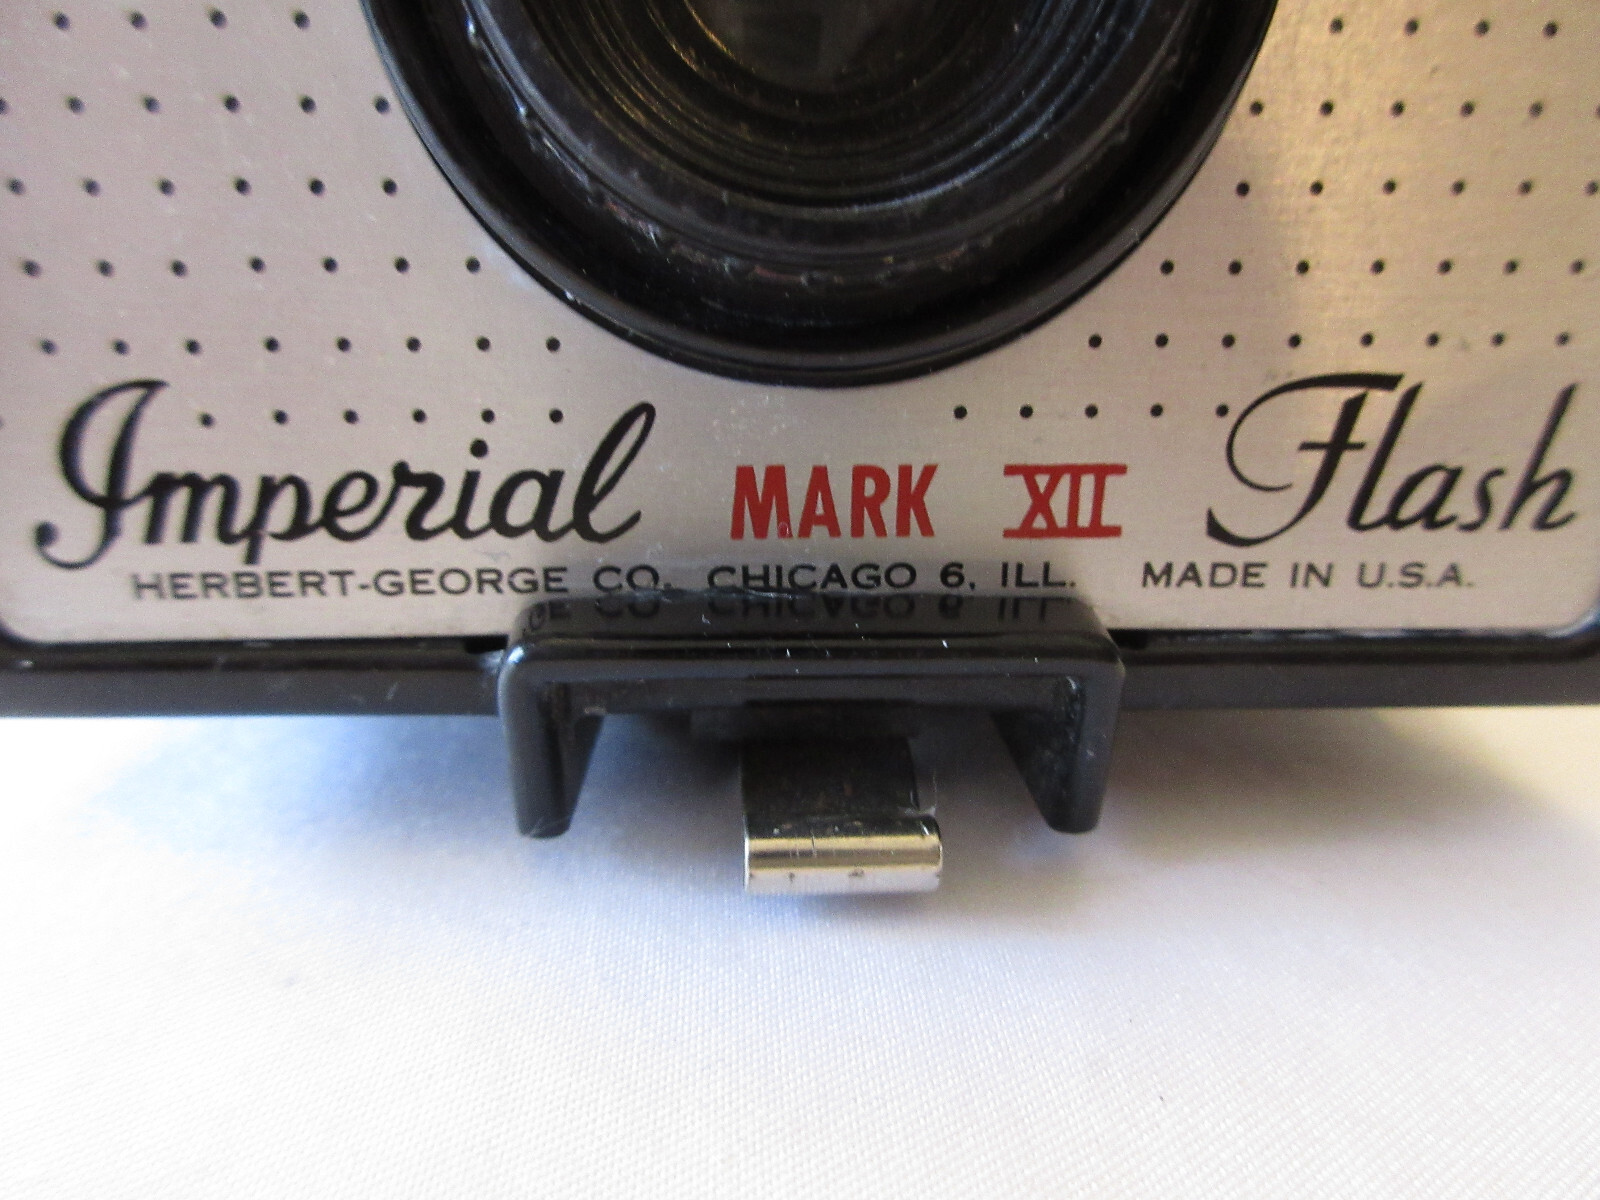 Imperial MARK XII Flash
HERBERT-GEORGE CO. CHICAGO 6, ILL. MADE IN U.S.A.